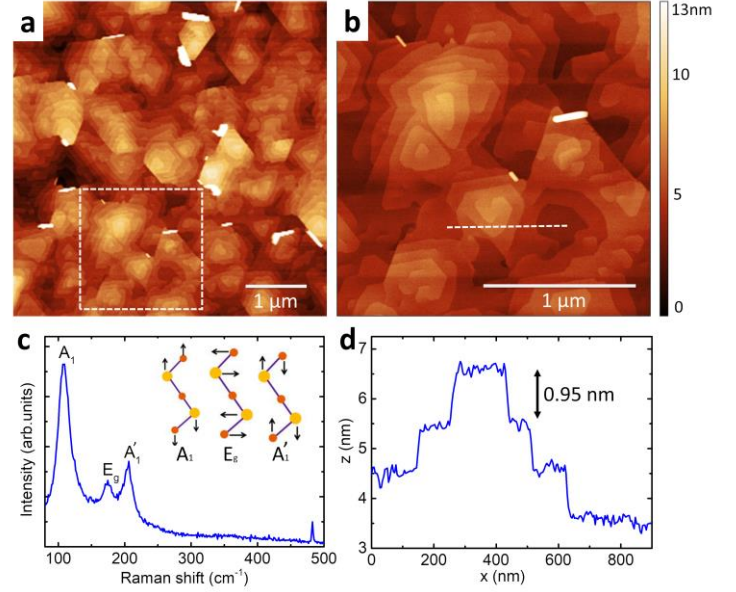 a
1 µm
b
1 µm
13nm
10
5
0
c
Intensity (arb.units)
A₁
E_g
A′₁
A₁
E_g
A′₁
100
200
300
400
500
Raman shift (cm⁻¹)
d
z (nm)
7
6
5
4
3
0.95 nm
0
200
400
600
800
x (nm)